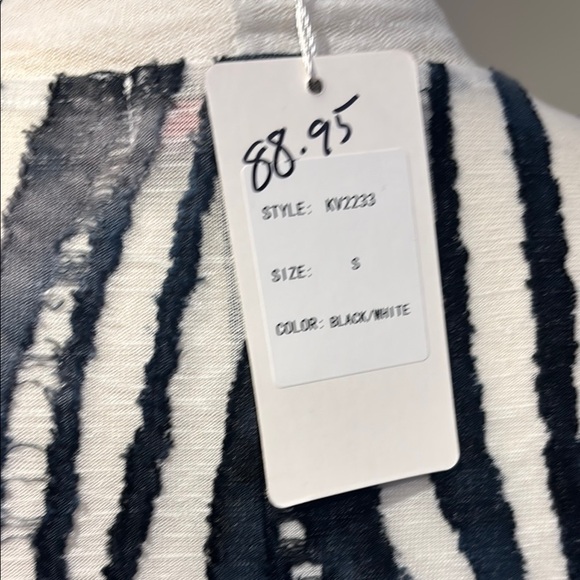 88.95
STYLE: KV2233
SIZE: S
COLOR: BLACK/WHITE